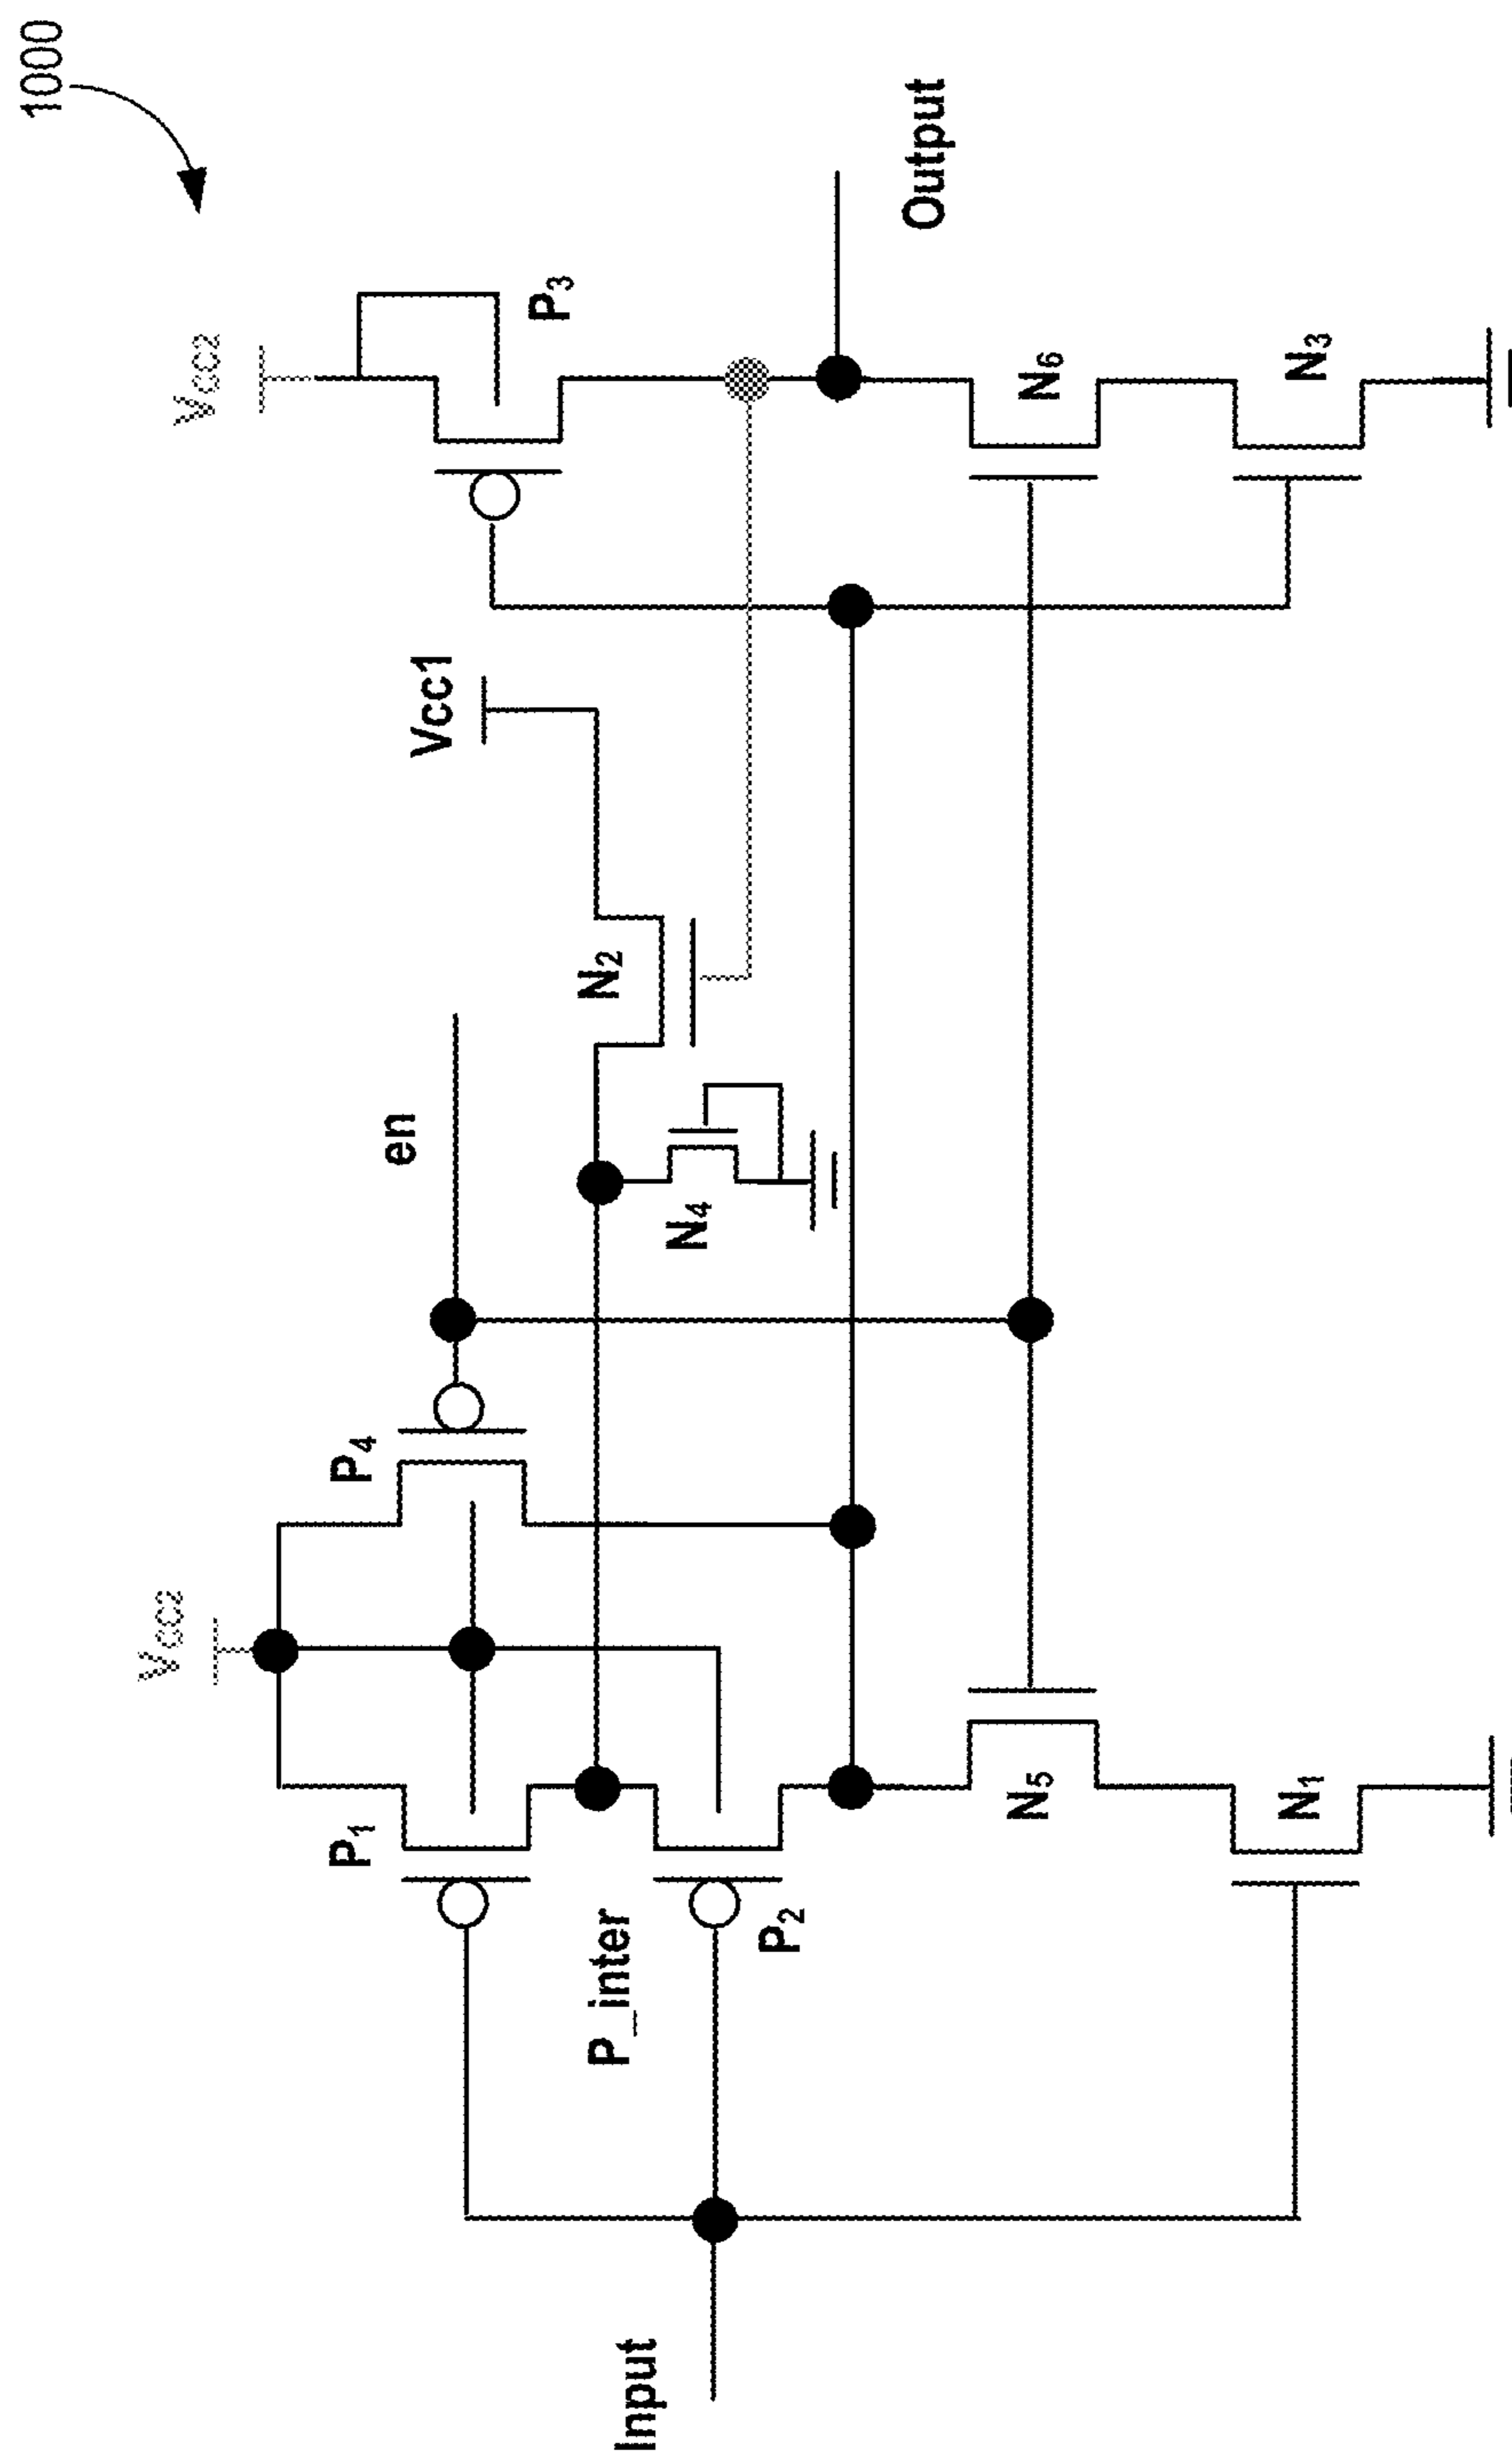 1000
Vcc2
Vcc2
P4
en
Vcc1
P3
P1
P_inter
P2
N2
N4
Output
Input
N5
N6
N1
N3